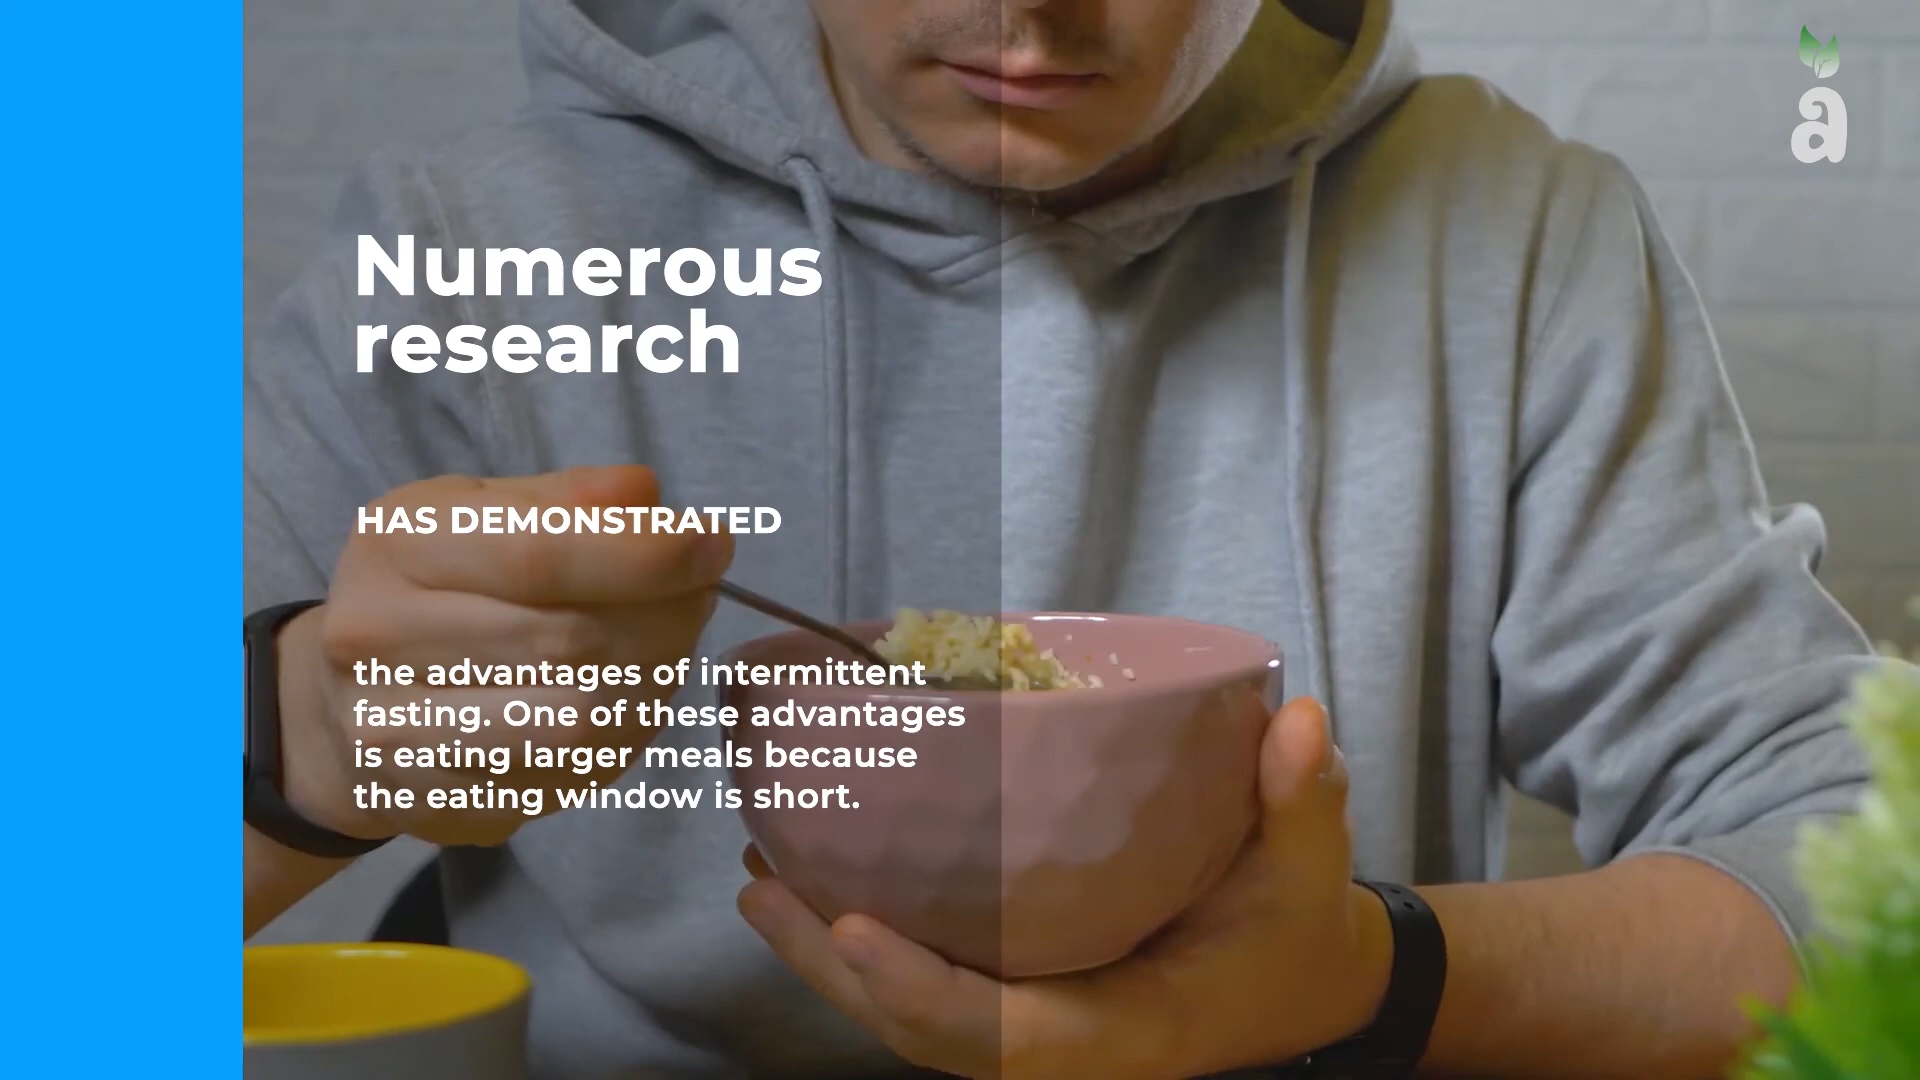 a
Numerous
research
HAS DEMONSTRATED
the advantages of intermittent
fasting. One of these advantages
is eating larger meals because
the eating window is short.